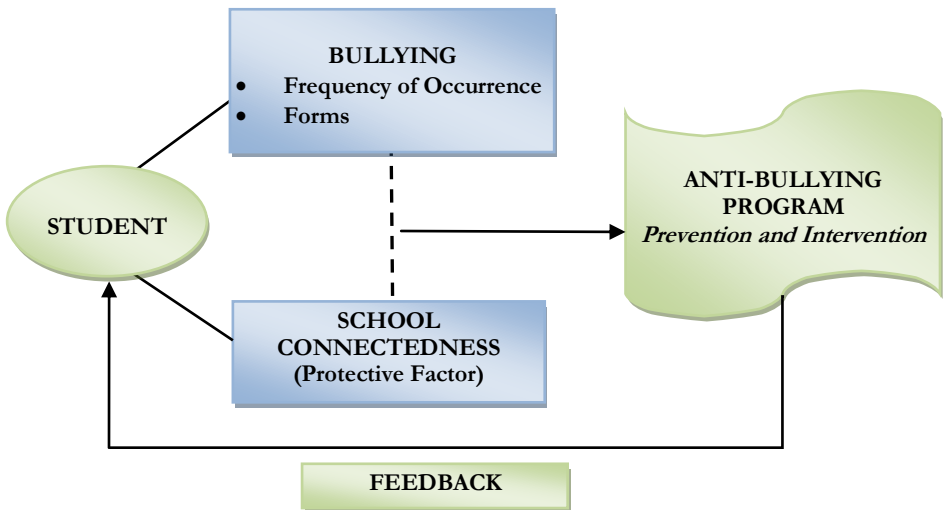 BULLYING
• Frequency of Occurrence
• Forms
STUDENT
ANTI-BULLYING
PROGRAM
Prevention and Intervention
SCHOOL
CONNECTEDNESS
(Protective Factor)
FEEDBACK